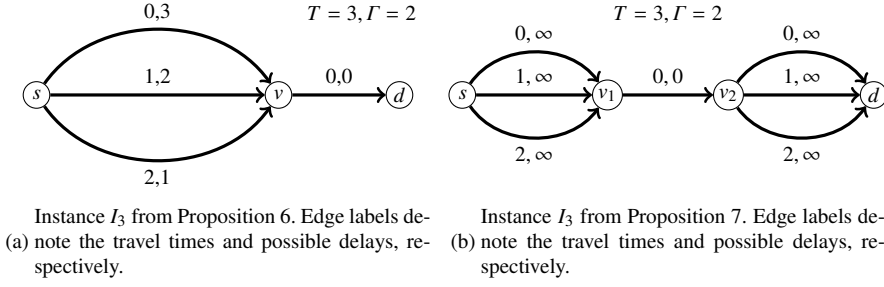 0,3
T = 3, Γ = 2
s
1,2
v
0,0
d
2,1
Instance I₃ from Proposition 6. Edge labels de-
(a) note the travel times and possible delays, re-
spectively.
T = 3, Γ = 2
0, ∞
0, ∞
s
1, ∞
v₁
0, 0
v₂
1, ∞
d
2, ∞
2, ∞
Instance I₃ from Proposition 7. Edge labels de-
(b) note the travel times and possible delays, re-
spectively.